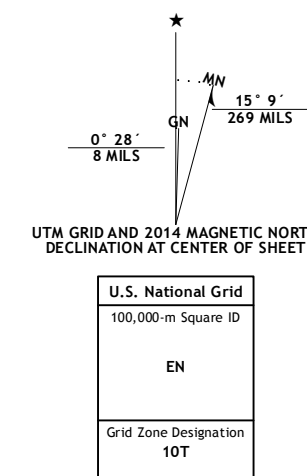 ★
MN
GN
15° 9´
269 MILS
0° 28´
8 MILS
UTM GRID AND 2014 MAGNETIC NORT
DECLINATION AT CENTER OF SHEET
U.S. National Grid
100,000-m Square ID
EN
Grid Zone Designation
10T